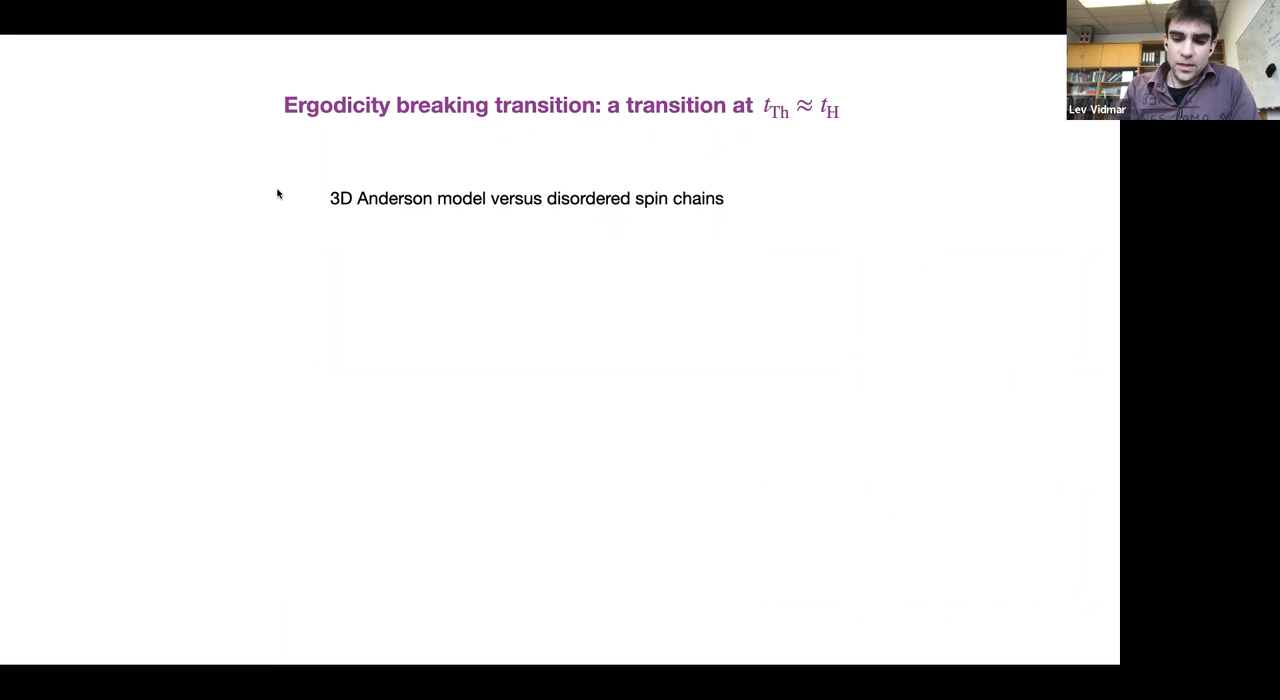 Ergodicity breaking transition: a transition at t_Th ≈ t_H
Lev Vidmar
3D Anderson model versus disordered spin chains